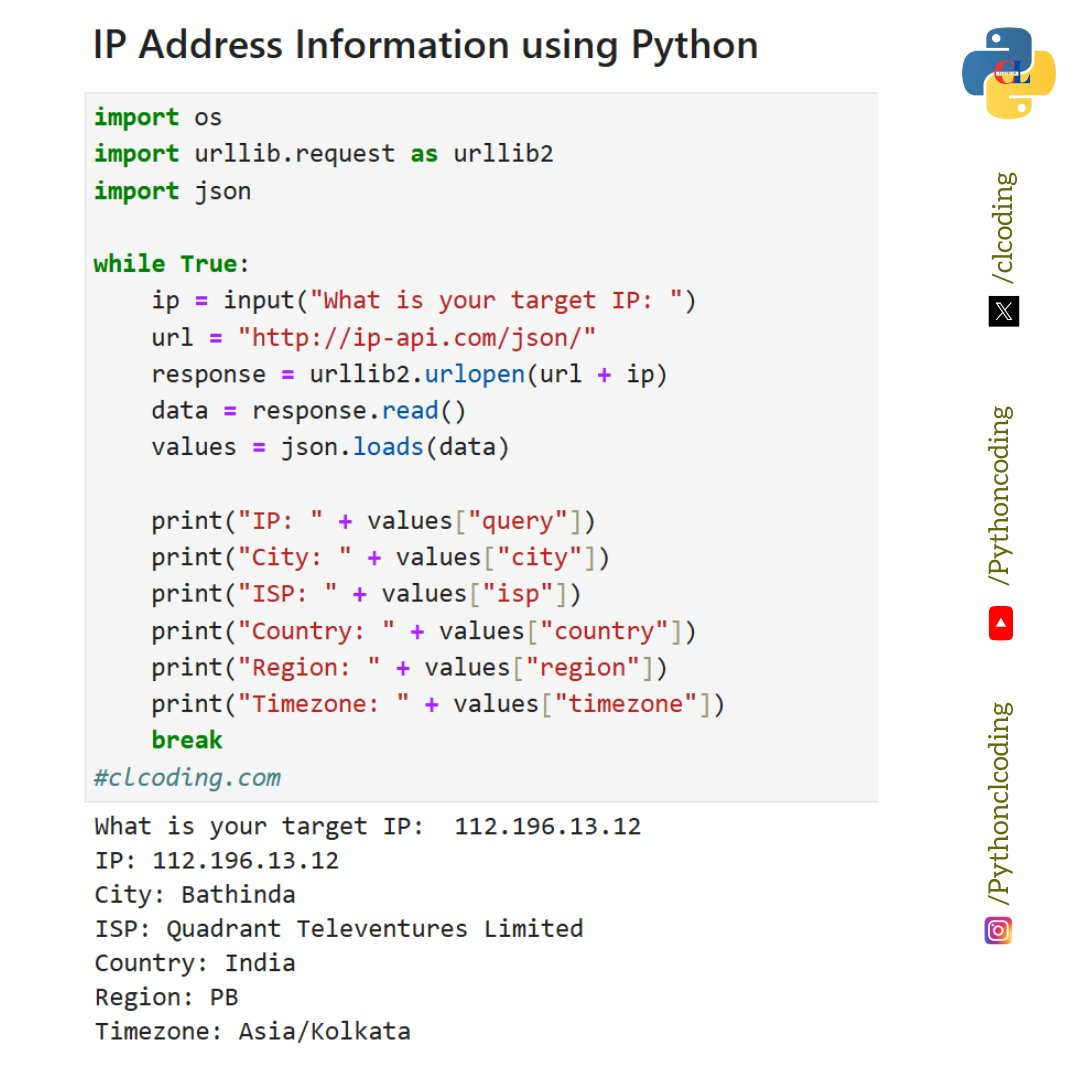 IP Address Information using Python
import os
import urllib.request as urllib2
import json
while True:
    ip = input("What is your target IP: ")
    url = "http://ip-api.com/json/"
    response = urllib2.urlopen(url + ip)
    data = response.read()
    values = json.loads(data)
    print("IP: " + values["query"])
    print("City: " + values["city"])
    print("ISP: " + values["isp"])
    print("Country: " + values["country"])
    print("Region: " + values["region"])
    print("Timezone: " + values["timezone"])
    break
#clcoding.com
What is your target IP:  112.196.13.12
IP: 112.196.13.12
City: Bathinda
ISP: Quadrant Televentures Limited
Country: India
Region: PB
Timezone: Asia/Kolkata
CL
/clcoding
/Pythoncoding
/Pythonclcoding